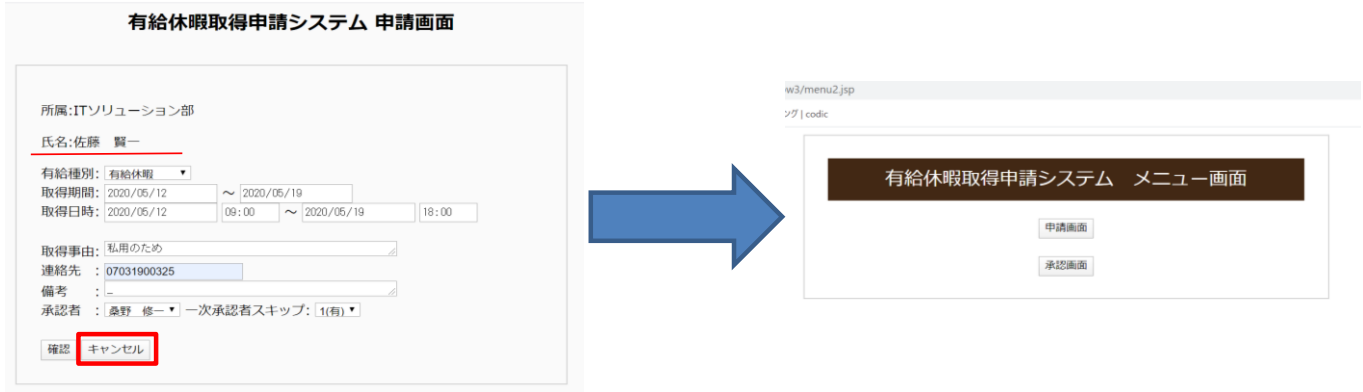 有給休暇取得申請システム 申請画面
所属:ITソリューション部
氏名:佐藤　賢一
有給種別: 有給休暇 ▼
取得期間: 2020/05/12 ～ 2020/05/19
取得日時: 2020/05/12 09:00 ～ 2020/05/19 18:00
取得事由: 私用のため
連絡先 : 07031900325
備考 : _
承認者 : 桑野　修一 ▼ 一次承認者スキップ: 1(有) ▼
確認 キャンセル
w3/menu2.jsp
ング | codic
有給休暇取得申請システム　メニュー画面
申請画面
承認画面